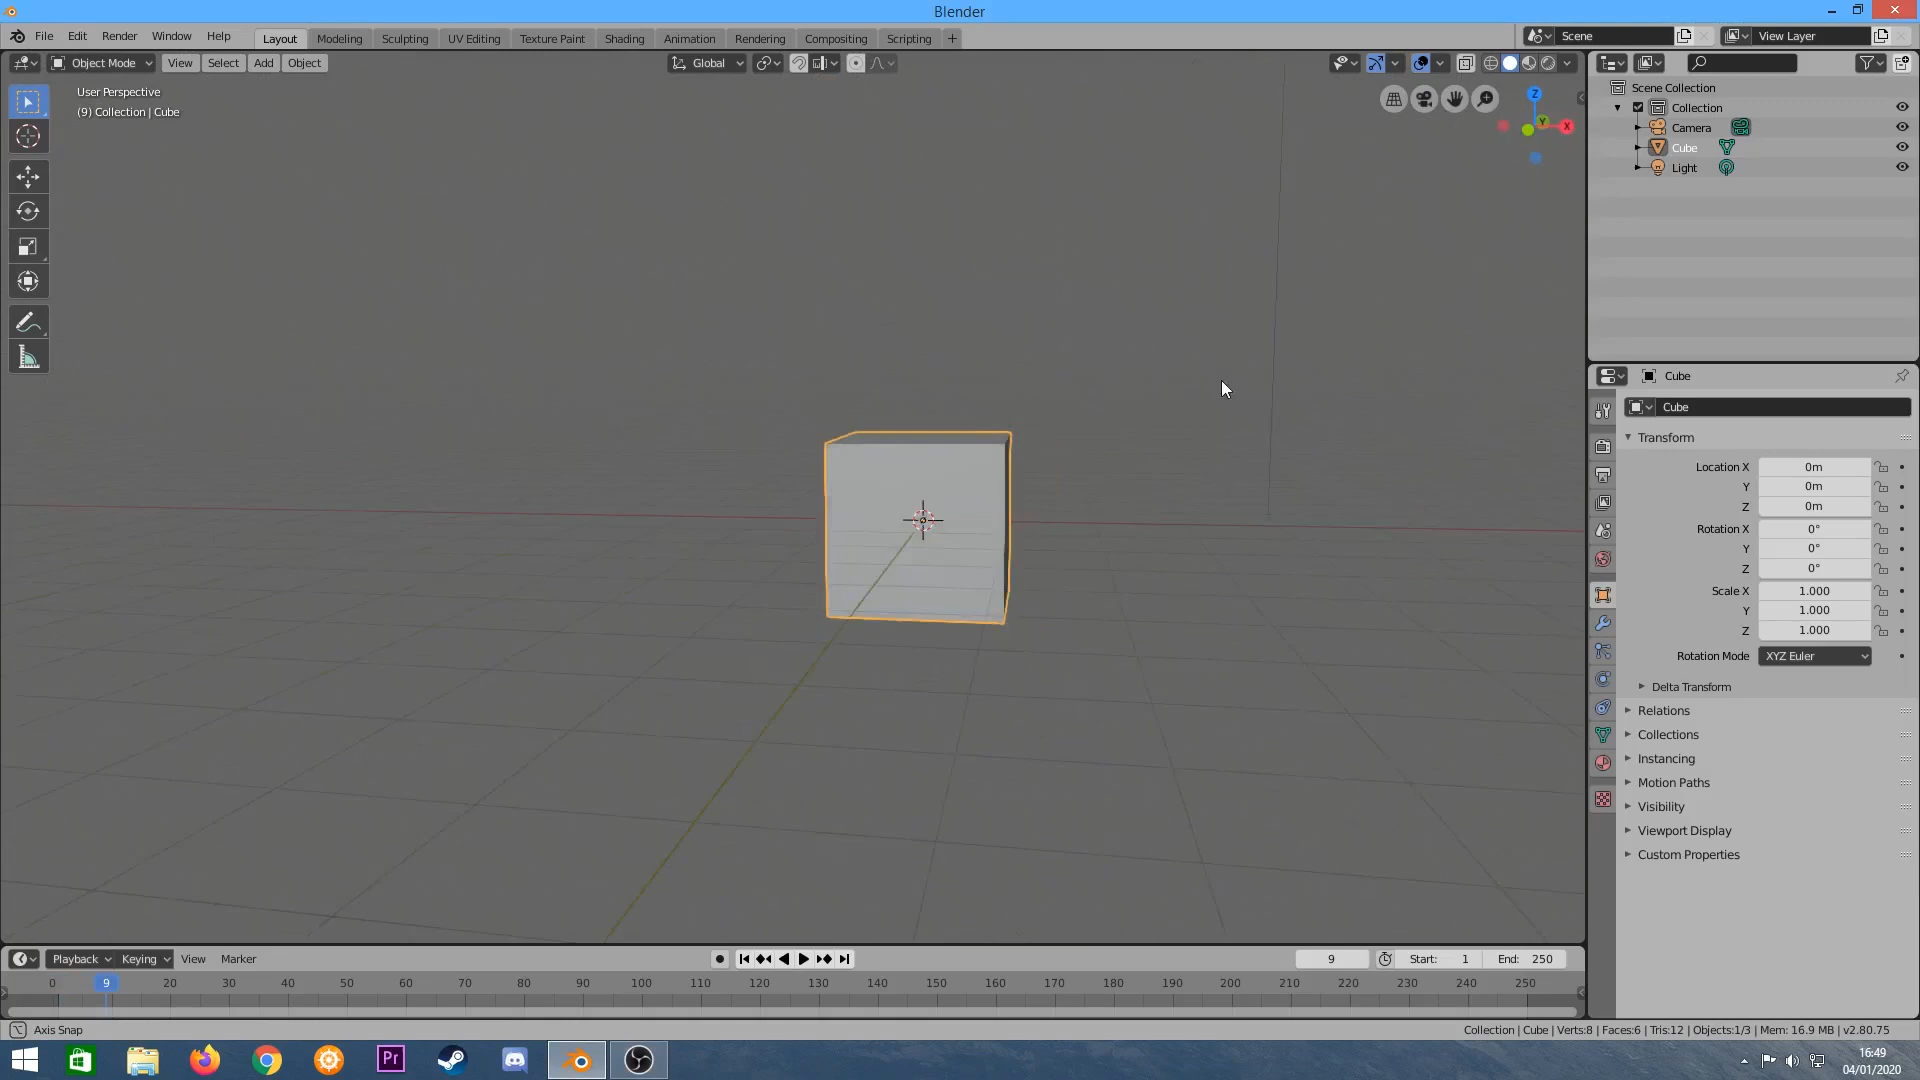 Blender
File Edit Render Window Help Layout Modeling Sculpting UV Editing Texture Paint Shading Animation Rendering Compositing Scripting + Scene View Layer
Object Mode View Select Add Object Global
User Perspective
(9) Collection | Cube
Z
Y
X
Scene Collection
Collection
Camera
Cube
Light
Cube
Cube
Transform
Location X 0m
Y 0m
Z 0m
Rotation X 0°
Y 0°
Z 0°
Scale X 1.000
Y 1.000
Z 1.000
Rotation Mode XYZ Euler
Delta Transform
Relations
Collections
Instancing
Motion Paths
Visibility
Viewport Display
Custom Properties
Playback Keying View Marker 9 Start: 1 End: 250
0 9 20 30 40 50 60 70 80 90 100 110 120 130 140 150 160 170 180 190 200 210 220 230 240 250
Axis Snap Collection | Cube | Verts:8 | Faces:6 | Tris:12 | Objects:1/3 | Mem: 16.9 MB | v2.80.75
Pr
16:49
04/01/2020